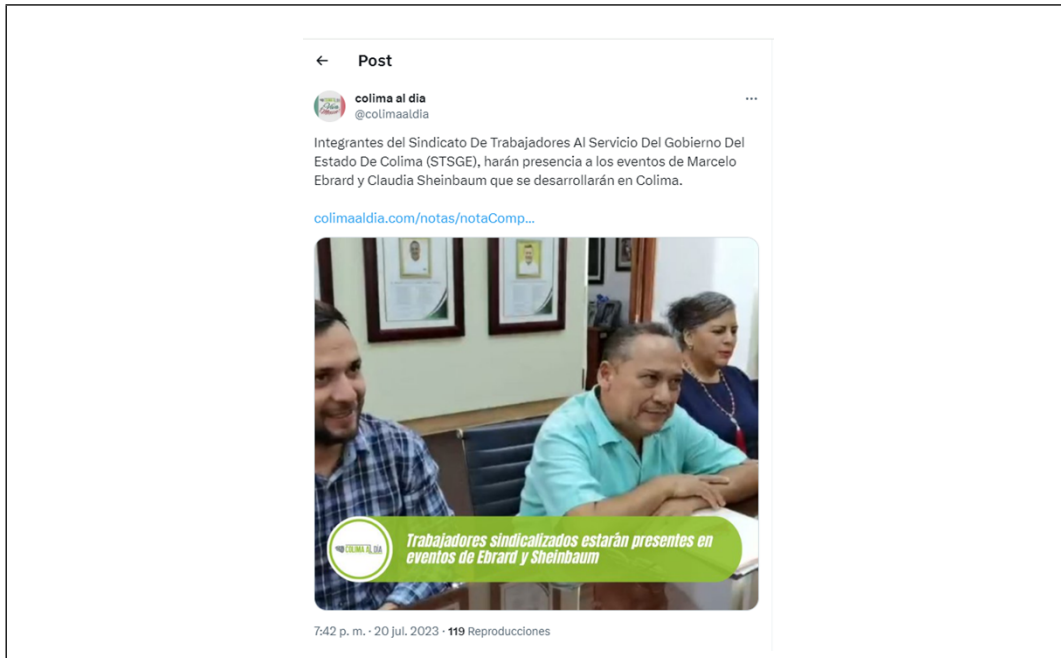 ← Post
colima al dia
@colimaaldia
Integrantes del Sindicato De Trabajadores Al Servicio Del Gobierno Del
Estado De Colima (STSGE), harán presencia a los eventos de Marcelo
Ebrard y Claudia Sheinbaum que se desarrollarán en Colima.
colimaaldia.com/notas/notaComp...
COLIMA AL DIA
Trabajadores sindicalizados estarán presentes en
eventos de Ebrard y Sheinbaum
7:42 p. m. · 20 jul. 2023 · 119 Reproducciones